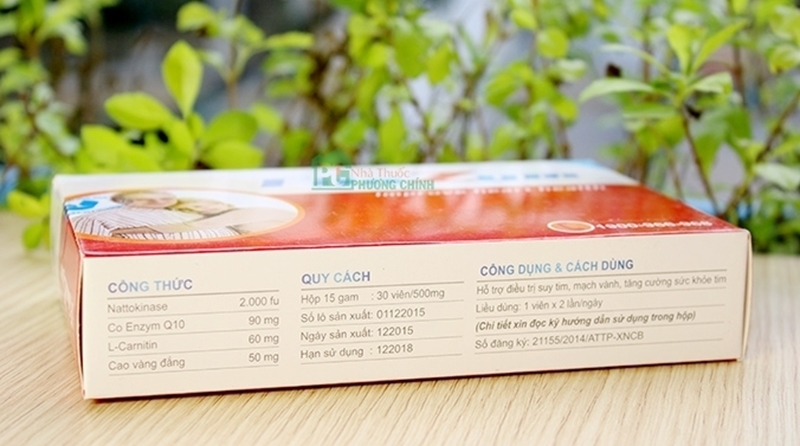 PG Nhà Thuốc
PHƯƠNG CHÍNH
CÔNG THỨC
Nattokinase 2.000 fu
Co Enzym Q10 90 mg
L-Carnitin 60 mg
Cao vàng đắng 50 mg
QUY CÁCH
Hộp 15 gam : 30 viên/500mg
Số lô sản xuất: 01122015
Ngày sản xuất: 122015
Hạn sử dụng : 122018
CÔNG DỤNG & CÁCH DÙNG
Hỗ trợ điều trị suy tim, mạch vành, tăng cường sức khỏe tim
Liều dùng: 1 viên x 2 lần/ngày
(Chi tiết xin đọc kỹ hướng dẫn sử dụng trong hộp)
Số đăng ký: 21155/2014/ATTP-XNCB